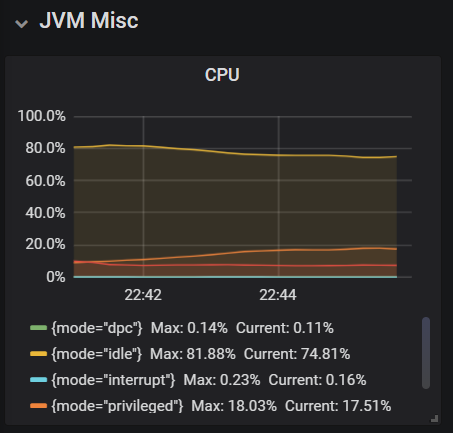 JVM Misc
CPU
100.0%
80.0%
60.0%
40.0%
20.0%
0%
22:42 22:44
{mode="dpc"} Max: 0.14% Current: 0.11%
{mode="idle"} Max: 81.88% Current: 74.81%
{mode="interrupt"} Max: 0.23% Current: 0.16%
{mode="privileged"} Max: 18.03% Current: 17.51%